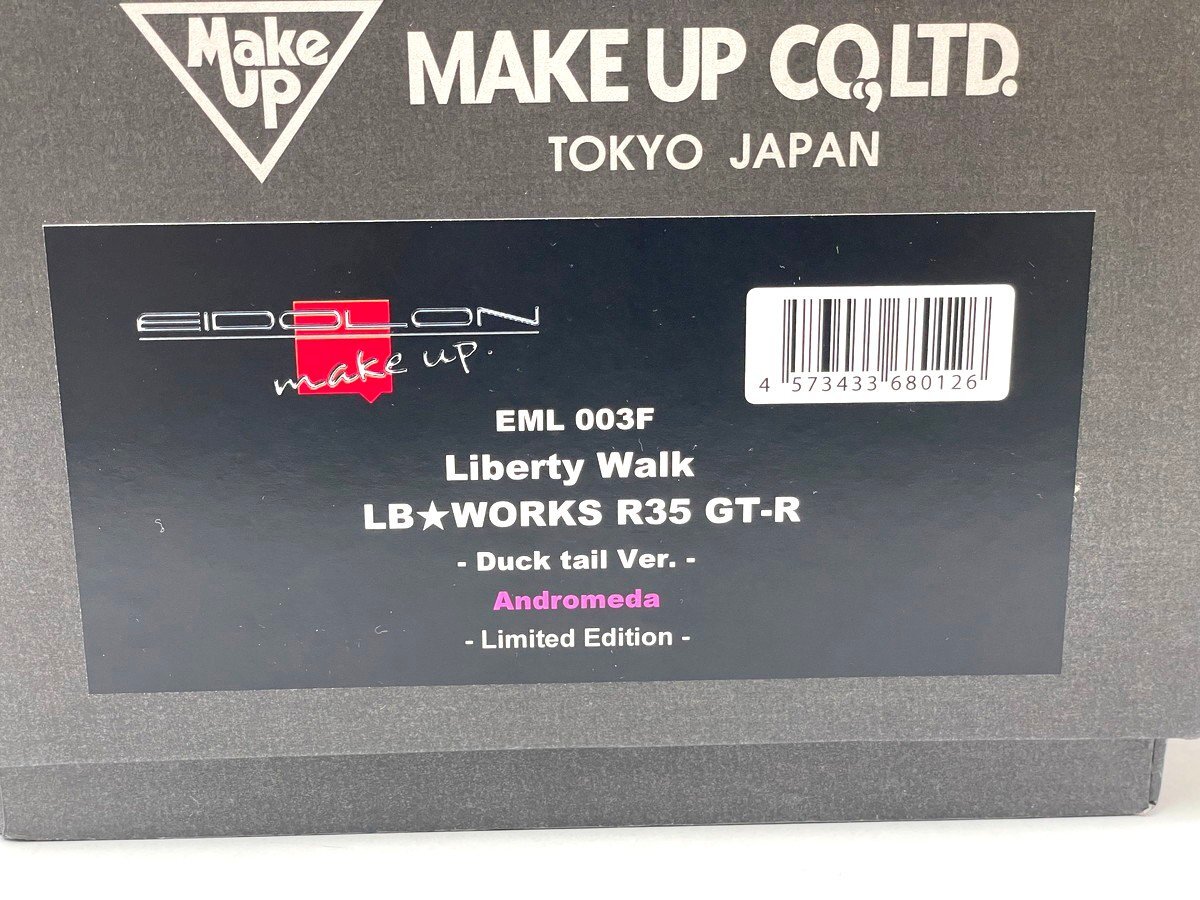 Make
up
MAKE UP CO.,LTD.
TOKYO JAPAN
EIDOLON
make up.
4 573433 680126
EML 003F
Liberty Walk
LB★WORKS R35 GT-R
- Duck tail Ver. -
Andromeda
- Limited Edition -